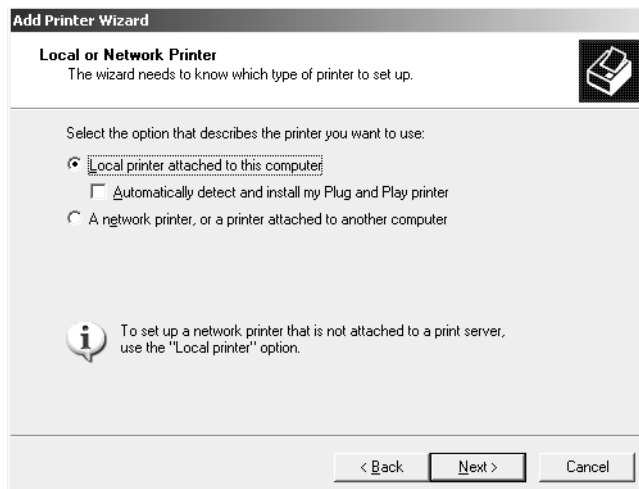 Add Printer Wizard
Local or Network Printer
The wizard needs to know which type of printer to set up.
Select the option that describes the printer you want to use:
Local printer attached to this computer
Automatically detect and install my Plug and Play printer
A network printer, or a printer attached to another computer
To set up a network printer that is not attached to a print server,
use the "Local printer" option.
< Back Next > Cancel